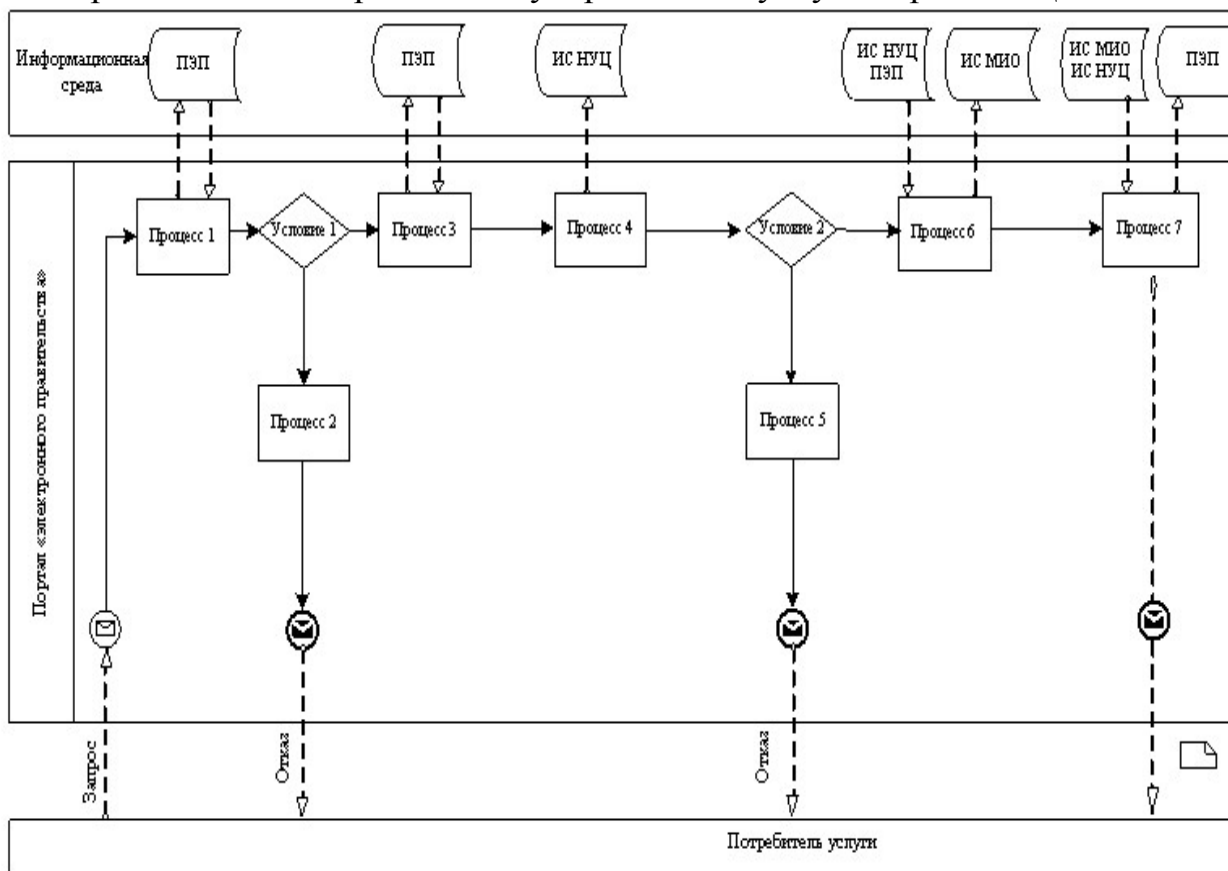 Информационная
среда
ПЭП
ПЭП
ИС НУЦ
ИС НУЦ
ПЭП
ИС МИО
ИС МИО
ИС НУЦ
ПЭП
Портал «электронного правительства»
Процесс 1
Условие 1
Процесс 3
Процесс 4
Условие 2
Процесс 6
Процесс 7
Процесс 2
Процесс 5
Запрос
Отказ
Отказ
Потребитель услуги